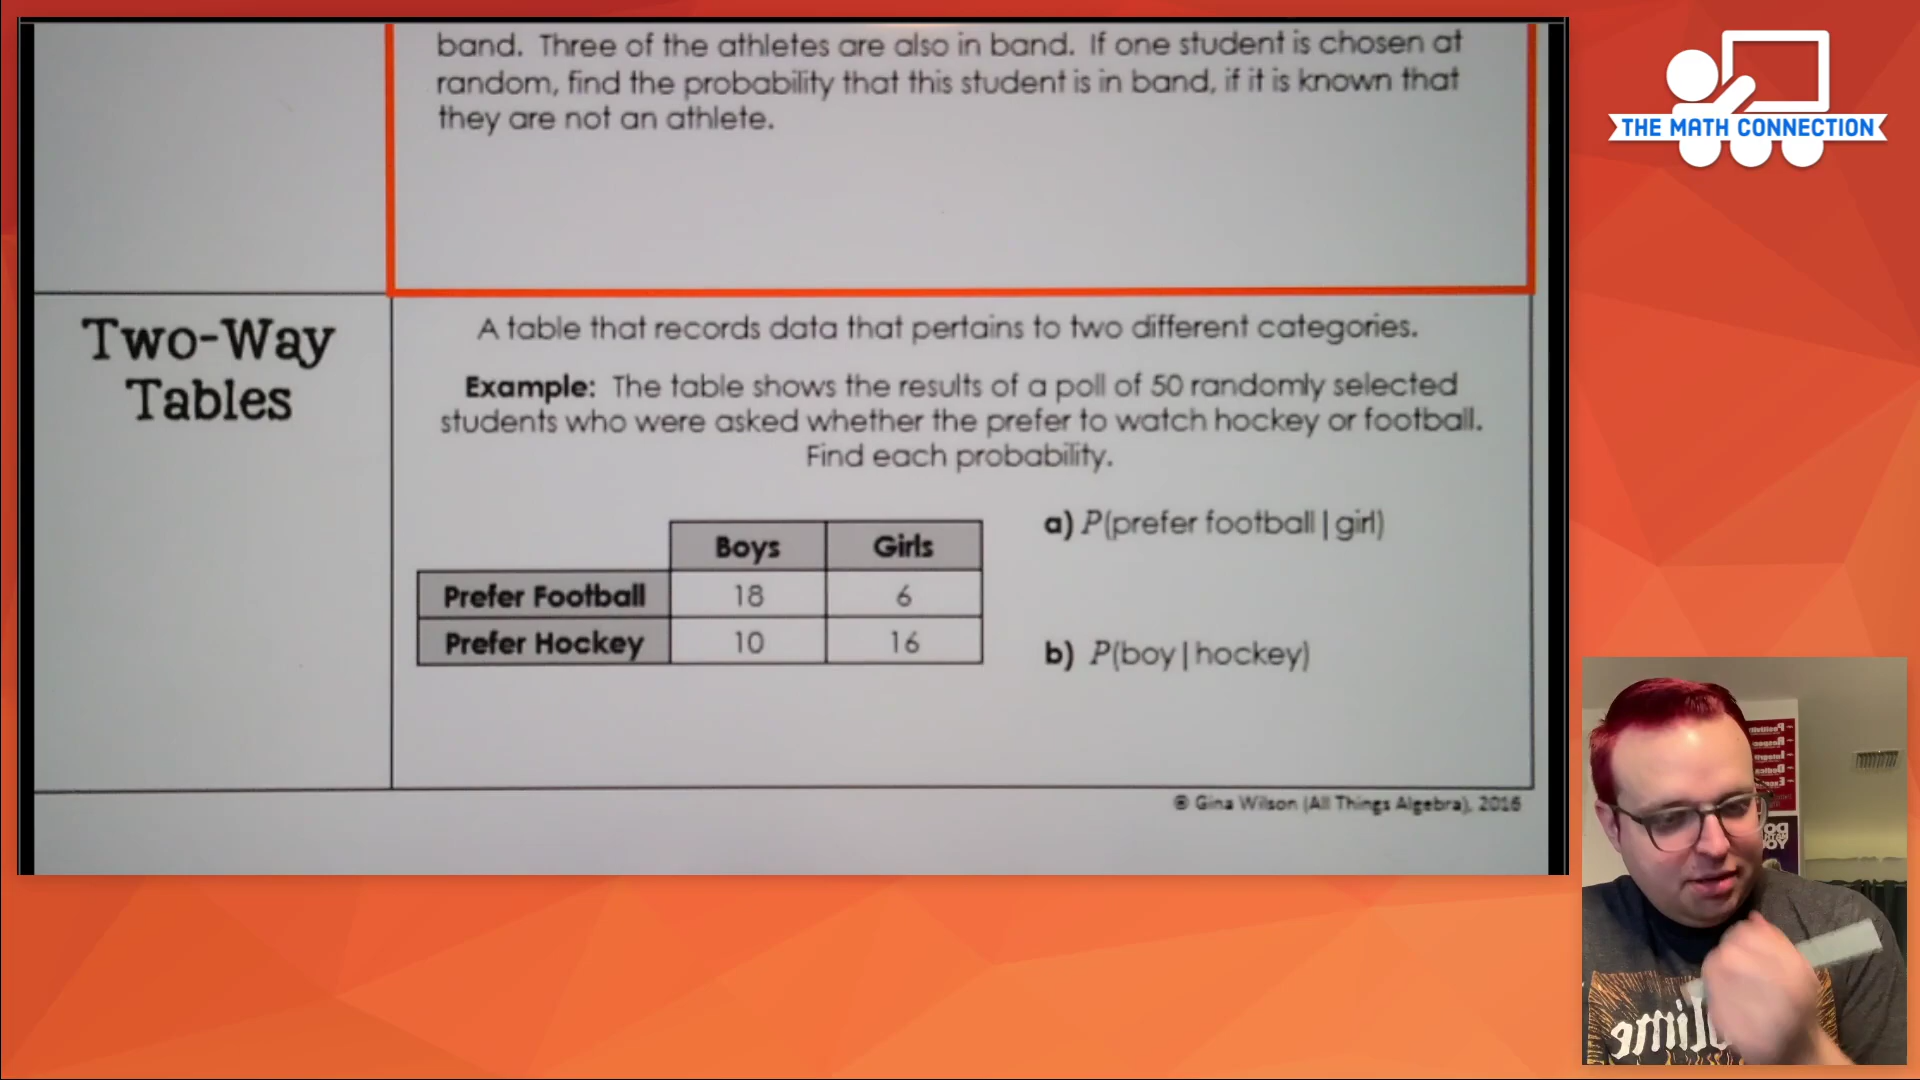 band. Three of the athletes are also in band. If one student is chosen at
random, find the probability that this student is in band, if it is known that
they are not an athlete.
THE MATH CONNECTION
Two-Way
Tables
A table that records data that pertains to two different categories.
Example: The table shows the results of a poll of 50 randomly selected
students who were asked whether the prefer to watch hockey or football.
Find each probability.
Boys Girls
Prefer Football 18 6
Prefer Hockey 10 16
a) P(prefer football | girl)
b) P(boy | hockey)
© Gina Wilson (All Things Algebra), 2016